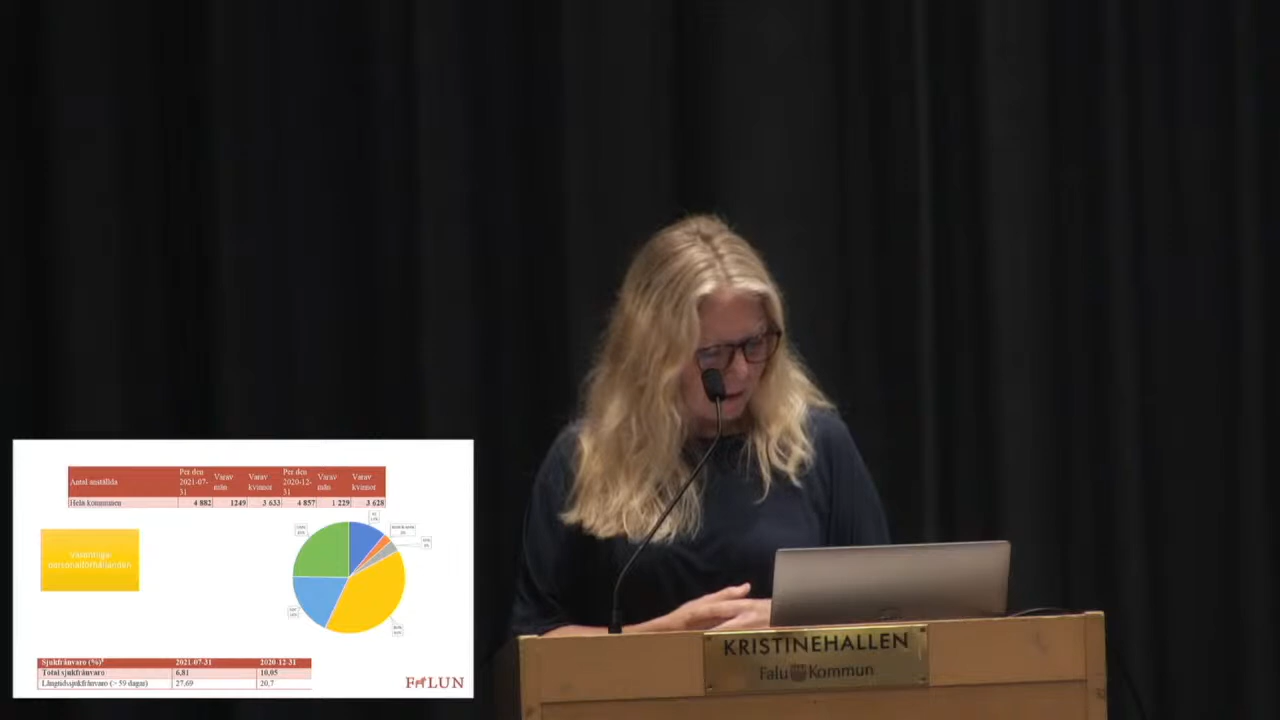 Antal anställda
Per den 2021-07-31
Varav män
Varav kvinnor
Per den 2020-12-31
Varav män
Varav kvinnor
Hela kommunen 4 882 1249 3 633 4 857 1 229 3 628
Väsentliga
personalförhållanden
Sjukfrånvaro (%) 2021-07-31 2020-12-31
Total sjukfrånvaro 6,81 10,05
Långtidssjukfrånvaro (> 59 dagar) 27,69 20,7
FALUN
KRISTINEHALLEN
Falu Kommun